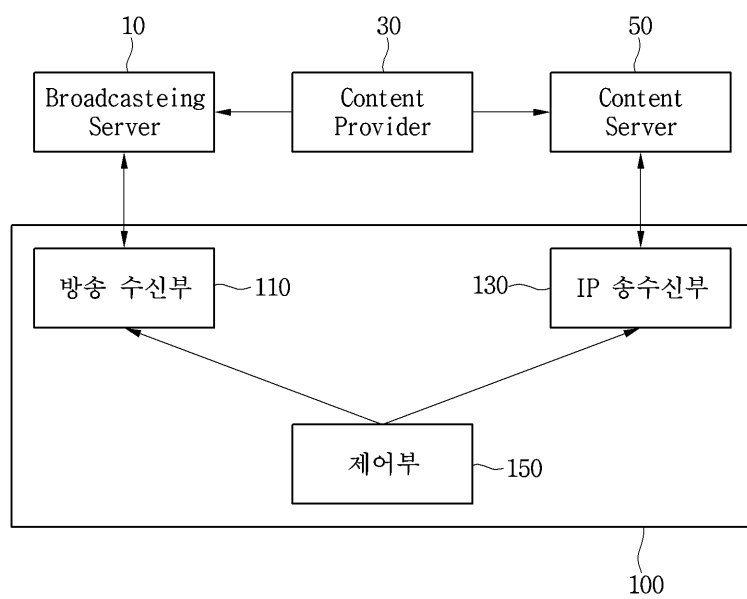 10
30
50
Broadcasteing
Server
Content
Provider
Content
Server
방송 수신부
110
130
IP 송수신부
제어부
150
100